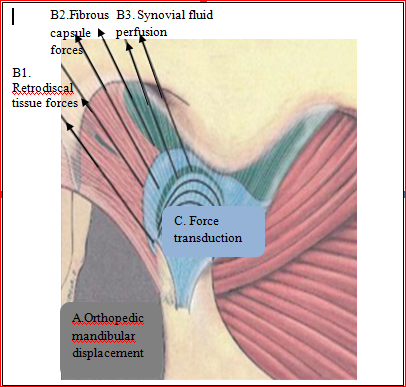 B2.Fibrous
capsule
forces
B3. Synovial fluid
perfusion
B1.
Retrodiscal
tissue forces
C. Force
transduction
A.Orthopedic
mandibular
displacement